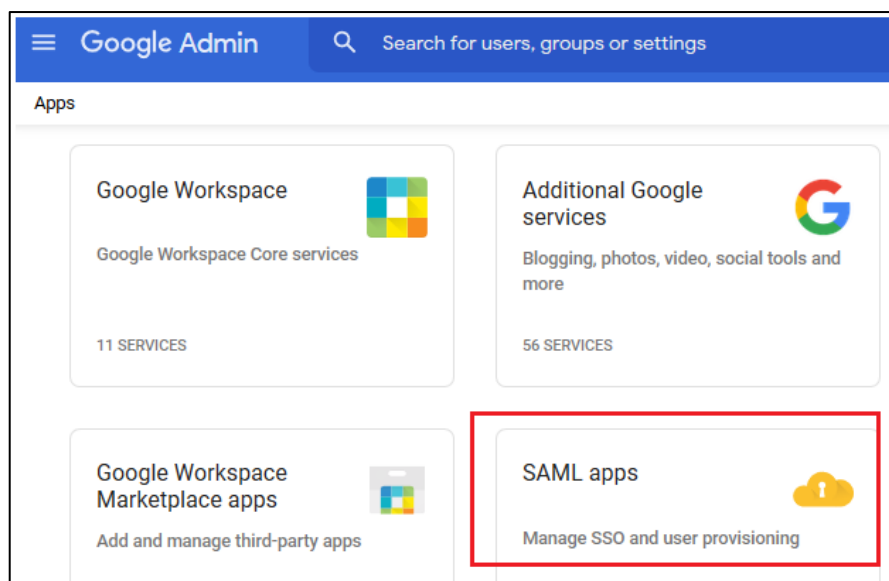 Google Admin
Search for users, groups or settings
Apps
Google Workspace
Google Workspace Core services
11 SERVICES
Additional Google
services
Blogging, photos, video, social tools and
more
56 SERVICES
Google Workspace
Marketplace apps
Add and manage third-party apps
SAML apps
Manage SSO and user provisioning